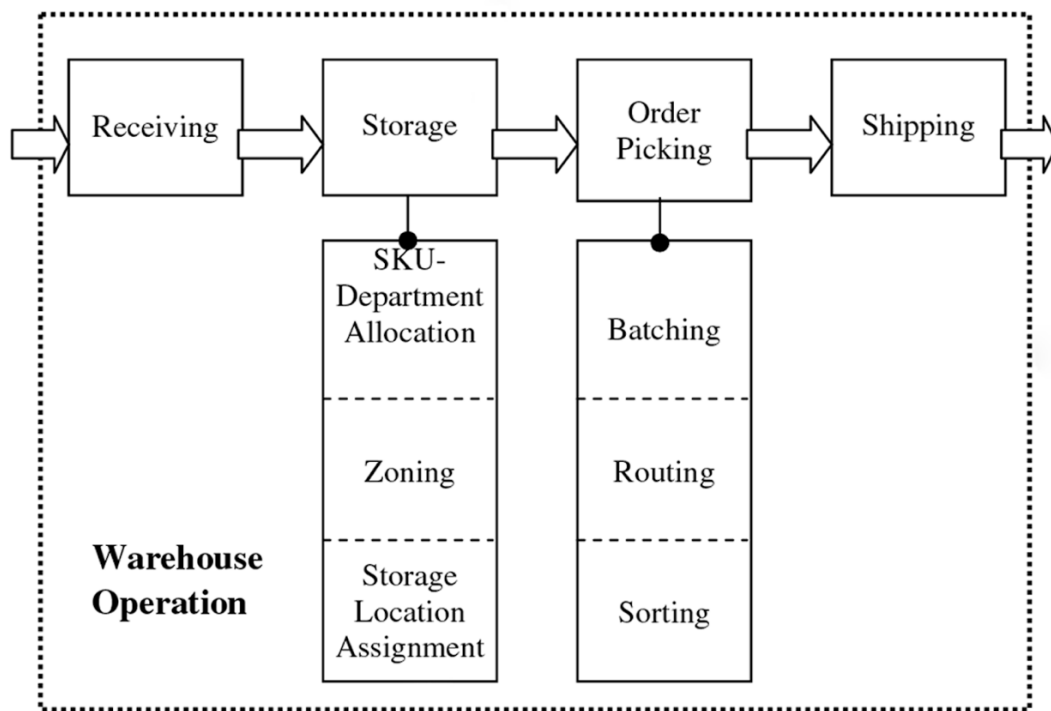 Receiving
Storage
Order
Picking
Shipping
SKU-
Department
Allocation
Zoning
Storage
Location
Assignment
Batching
Routing
Sorting
Warehouse
Operation